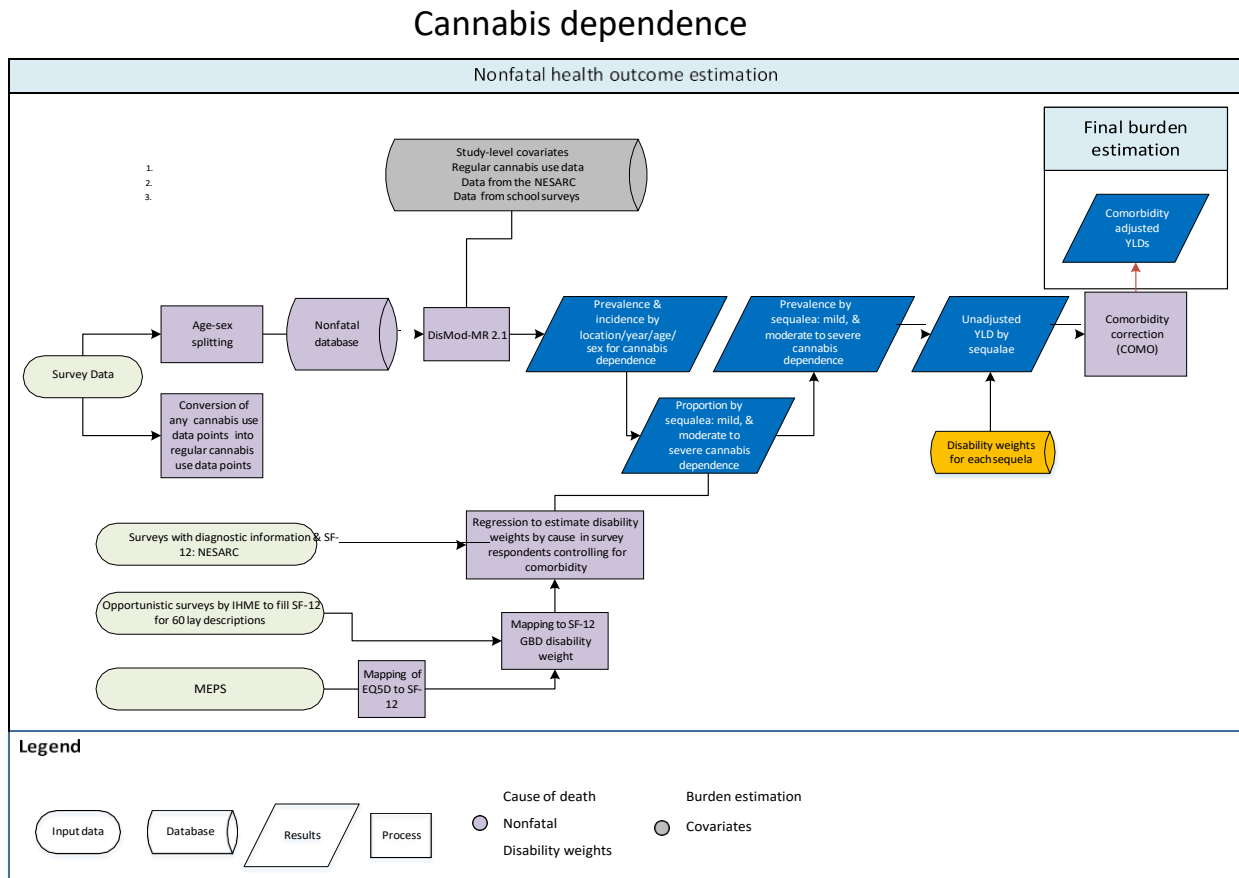 Cannabis dependence
Nonfatal health outcome estimation
Final burden
estimation
1.
2.
3.
Study-level covariates
Regular cannabis use data
Data from the NESARC
Data from school surveys
Comorbidity
adjusted
YLDs
Survey Data
Age-sex
splitting
Nonfatal
database
DisMod-MR 2.1
Prevalence &
incidence by
location/year/age/
sex for cannabis
dependence
Prevalence by
sequalea: mild, &
moderate to severe
cannabis
dependence
Unadjusted
YLD by
sequalae
Comorbidity
correction
(COMO)
Conversion of
any cannabis use
data points into
regular cannabis
use data points
Proportion by
sequalea: mild, &
moderate to
severe cannabis
dependence
Disability weights
for each sequela
Surveys with diagnostic information & SF-
12: NESARC
Regression to estimate disability
weights by cause in survey
respondents controlling for
comorbidity
Opportunistic surveys by IHME to fill SF-12
for 60 lay descriptions
Mapping to SF-12
GBD disability
weight
MEPS
Mapping of
EQ5D to SF-
12
Legend
Input data
Database
Results
Process
Cause of death
Nonfatal
Disability weights
Burden estimation
Covariates